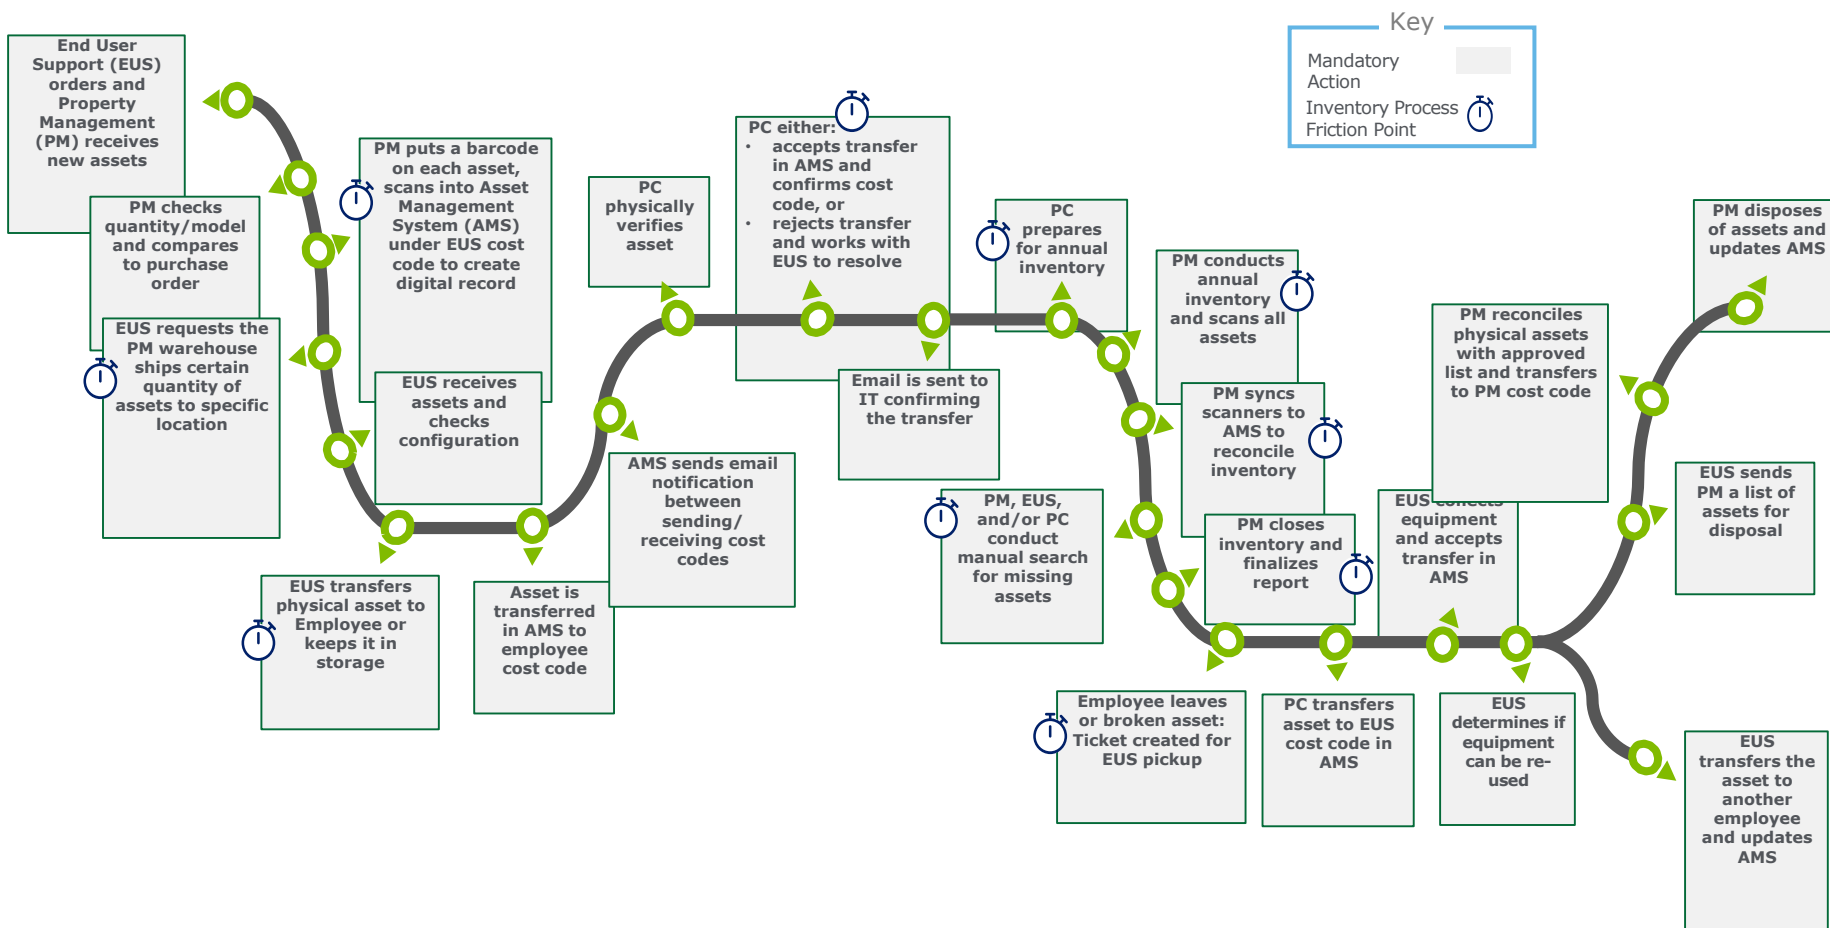 Key
Mandatory
Action
Inventory Process
Friction Point
End User
Support (EUS)
orders and
Property
Management
(PM) receives
new assets
PM checks
quantity/model
and compares
to purchase
order
PM puts a barcode
on each asset,
scans into Asset
Management
System (AMS)
under EUS cost
code to create
digital record
EUS requests the
PM warehouse
ships certain
quantity of
assets to specific
location
EUS receives
assets and
checks
configuration
EUS transfers
physical asset to
Employee or
keeps it in
storage
Asset is
transferred
in AMS to
employee
cost code
AMS sends email
notification
between
sending/
receiving cost
codes
PC
physically
verifies
asset
PC either:
• accepts transfer
in AMS and
confirms cost
code, or
• rejects transfer
and works with
EUS to resolve
Email is sent to
IT confirming
the transfer
PC
prepares
for annual
inventory
PM conducts
annual
inventory
and scans all
assets
PM syncs
scanners to
AMS to
reconcile
inventory
PM, EUS,
and/or PC
conduct
manual search
for missing
assets
PM closes
inventory and
finalizes
report
Employee leaves
or broken asset:
Ticket created for
EUS pickup
PC transfers
asset to EUS
cost code in
AMS
EUS collects
equipment
and accepts
transfer in
AMS
EUS
determines if
equipment
can be re-
used
EUS sends
PM a list of
assets for
disposal
PM reconciles
physical assets
with approved
list and transfers
to PM cost code
PM disposes
of assets and
updates AMS
EUS
transfers the
asset to
another
employee
and updates
AMS